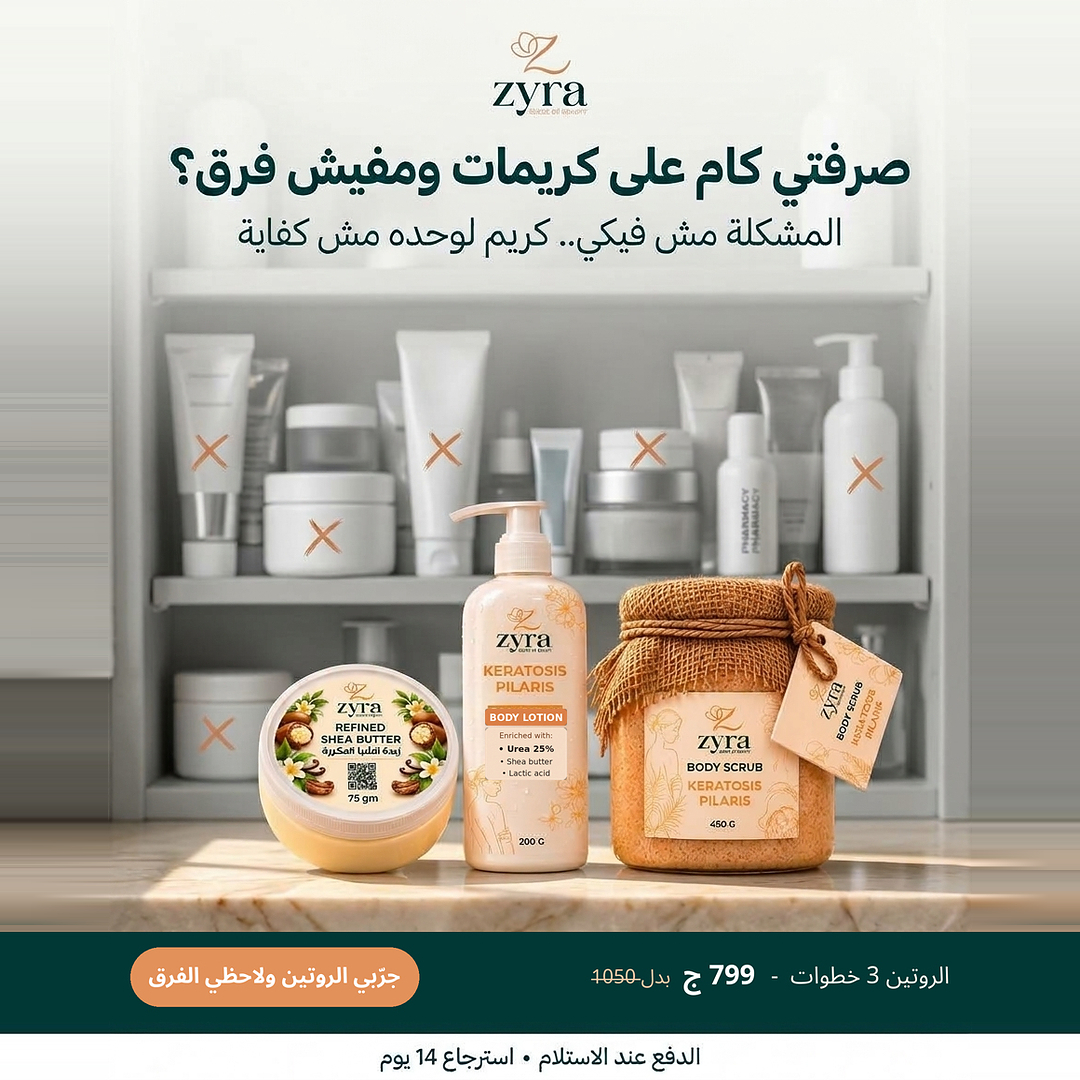 zyra
صرفتي كام على كريمات ومفيش فرق؟
المشكلة مش فيكي.. كريم لوحده مش كفاية
PHARMACY
PHARMACY
zyra
REFINED
SHEA BUTTER
75 gm
zyra
KERATOSIS
PILARIS
BODY LOTION
Enriched with:
• Urea 25%
• Shea butter
• Lactic acid
200 G
zyra
BODY SCRUB
KERATOSIS
PILARIS
450 G
zyra
BODY SCRUB
KERATOSIS
PILARIS
الروتين 3 خطوات - 799 ج بدل 1050
جرّبي الروتين ولاحظي الفرق
الدفع عند الاستلام • استرجاع 14 يوم